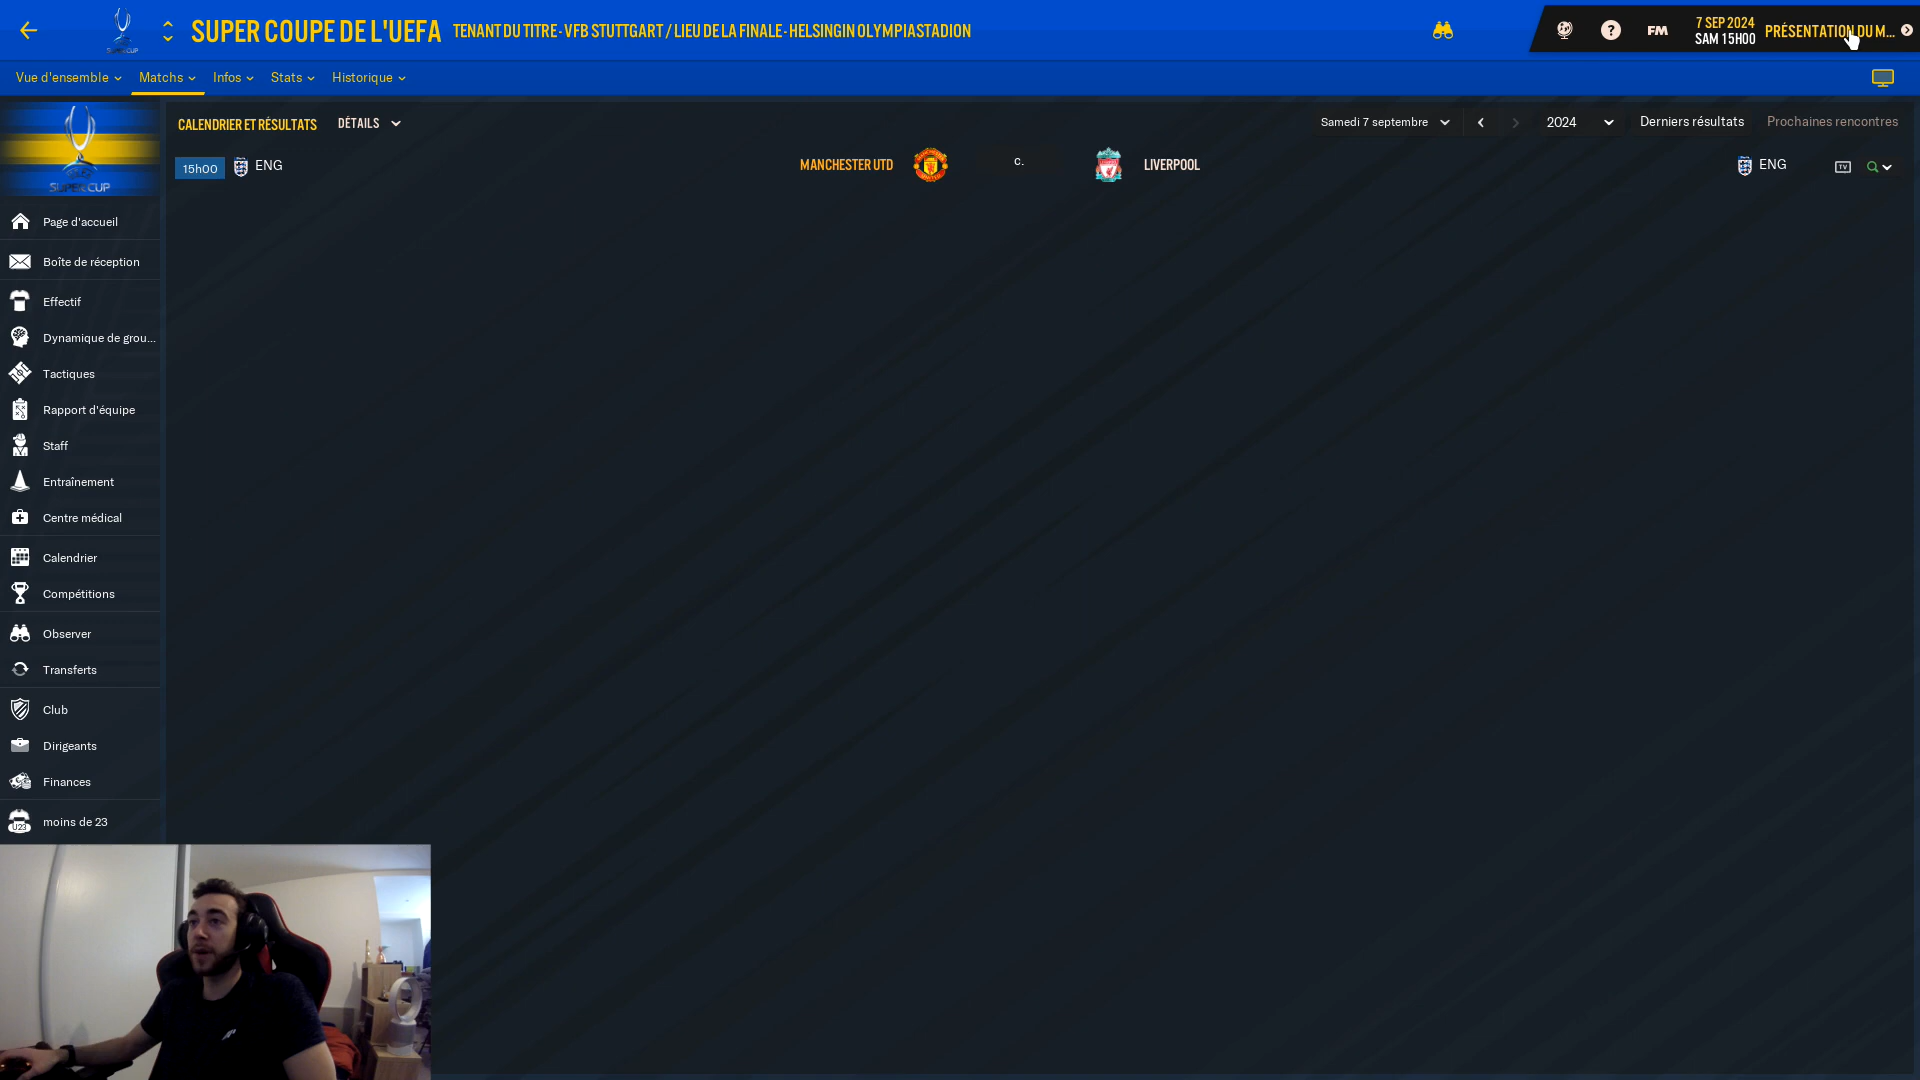 SUPER COUPE DE L'UEFA
TENANT DU TITRE - VFB STUTTGART / LIEU DE LA FINALE - HELSINGIN OLYMPIASTADION
?
FM
7 SEP 2024
SAM 15H00
PRÉSENTATION DU M...
Vue d'ensemble
Matchs
Infos
Stats
Historique
SUPERCUP
CALENDRIER ET RÉSULTATS
DÉTAILS
Samedi 7 septembre
2024
Derniers résultats
Prochaines rencontres
15h00
ENG
MANCHESTER UTD
c.
LIVERPOOL
ENG
TV
Page d'accueil
Boîte de réception
Effectif
Dynamique de grou...
Tactiques
Rapport d'équipe
Staff
Entraînement
Centre médical
Calendrier
Compétitions
Observer
Transferts
Club
Dirigeants
Finances
U23
moins de 23